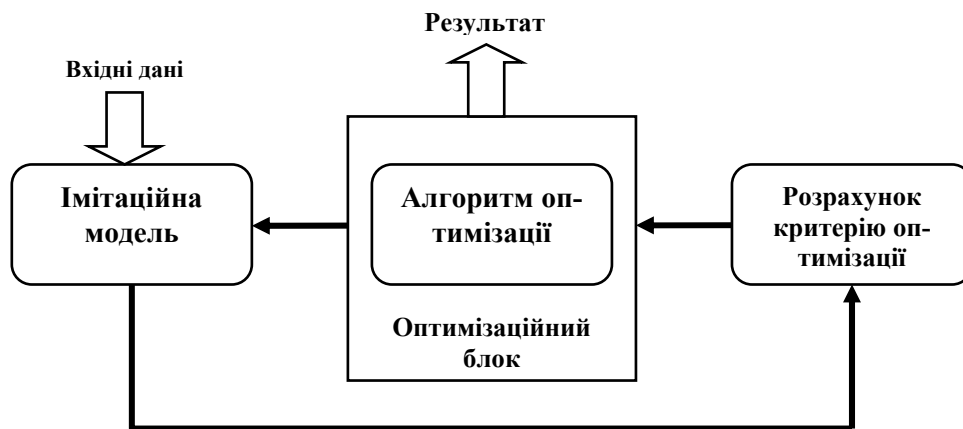 Результат
Вхідні дані
Імітаційна
модель
Алгоритм оп-
тимізації
Розрахунок
критерію оп-
тимізації
Оптимізаційний
блок